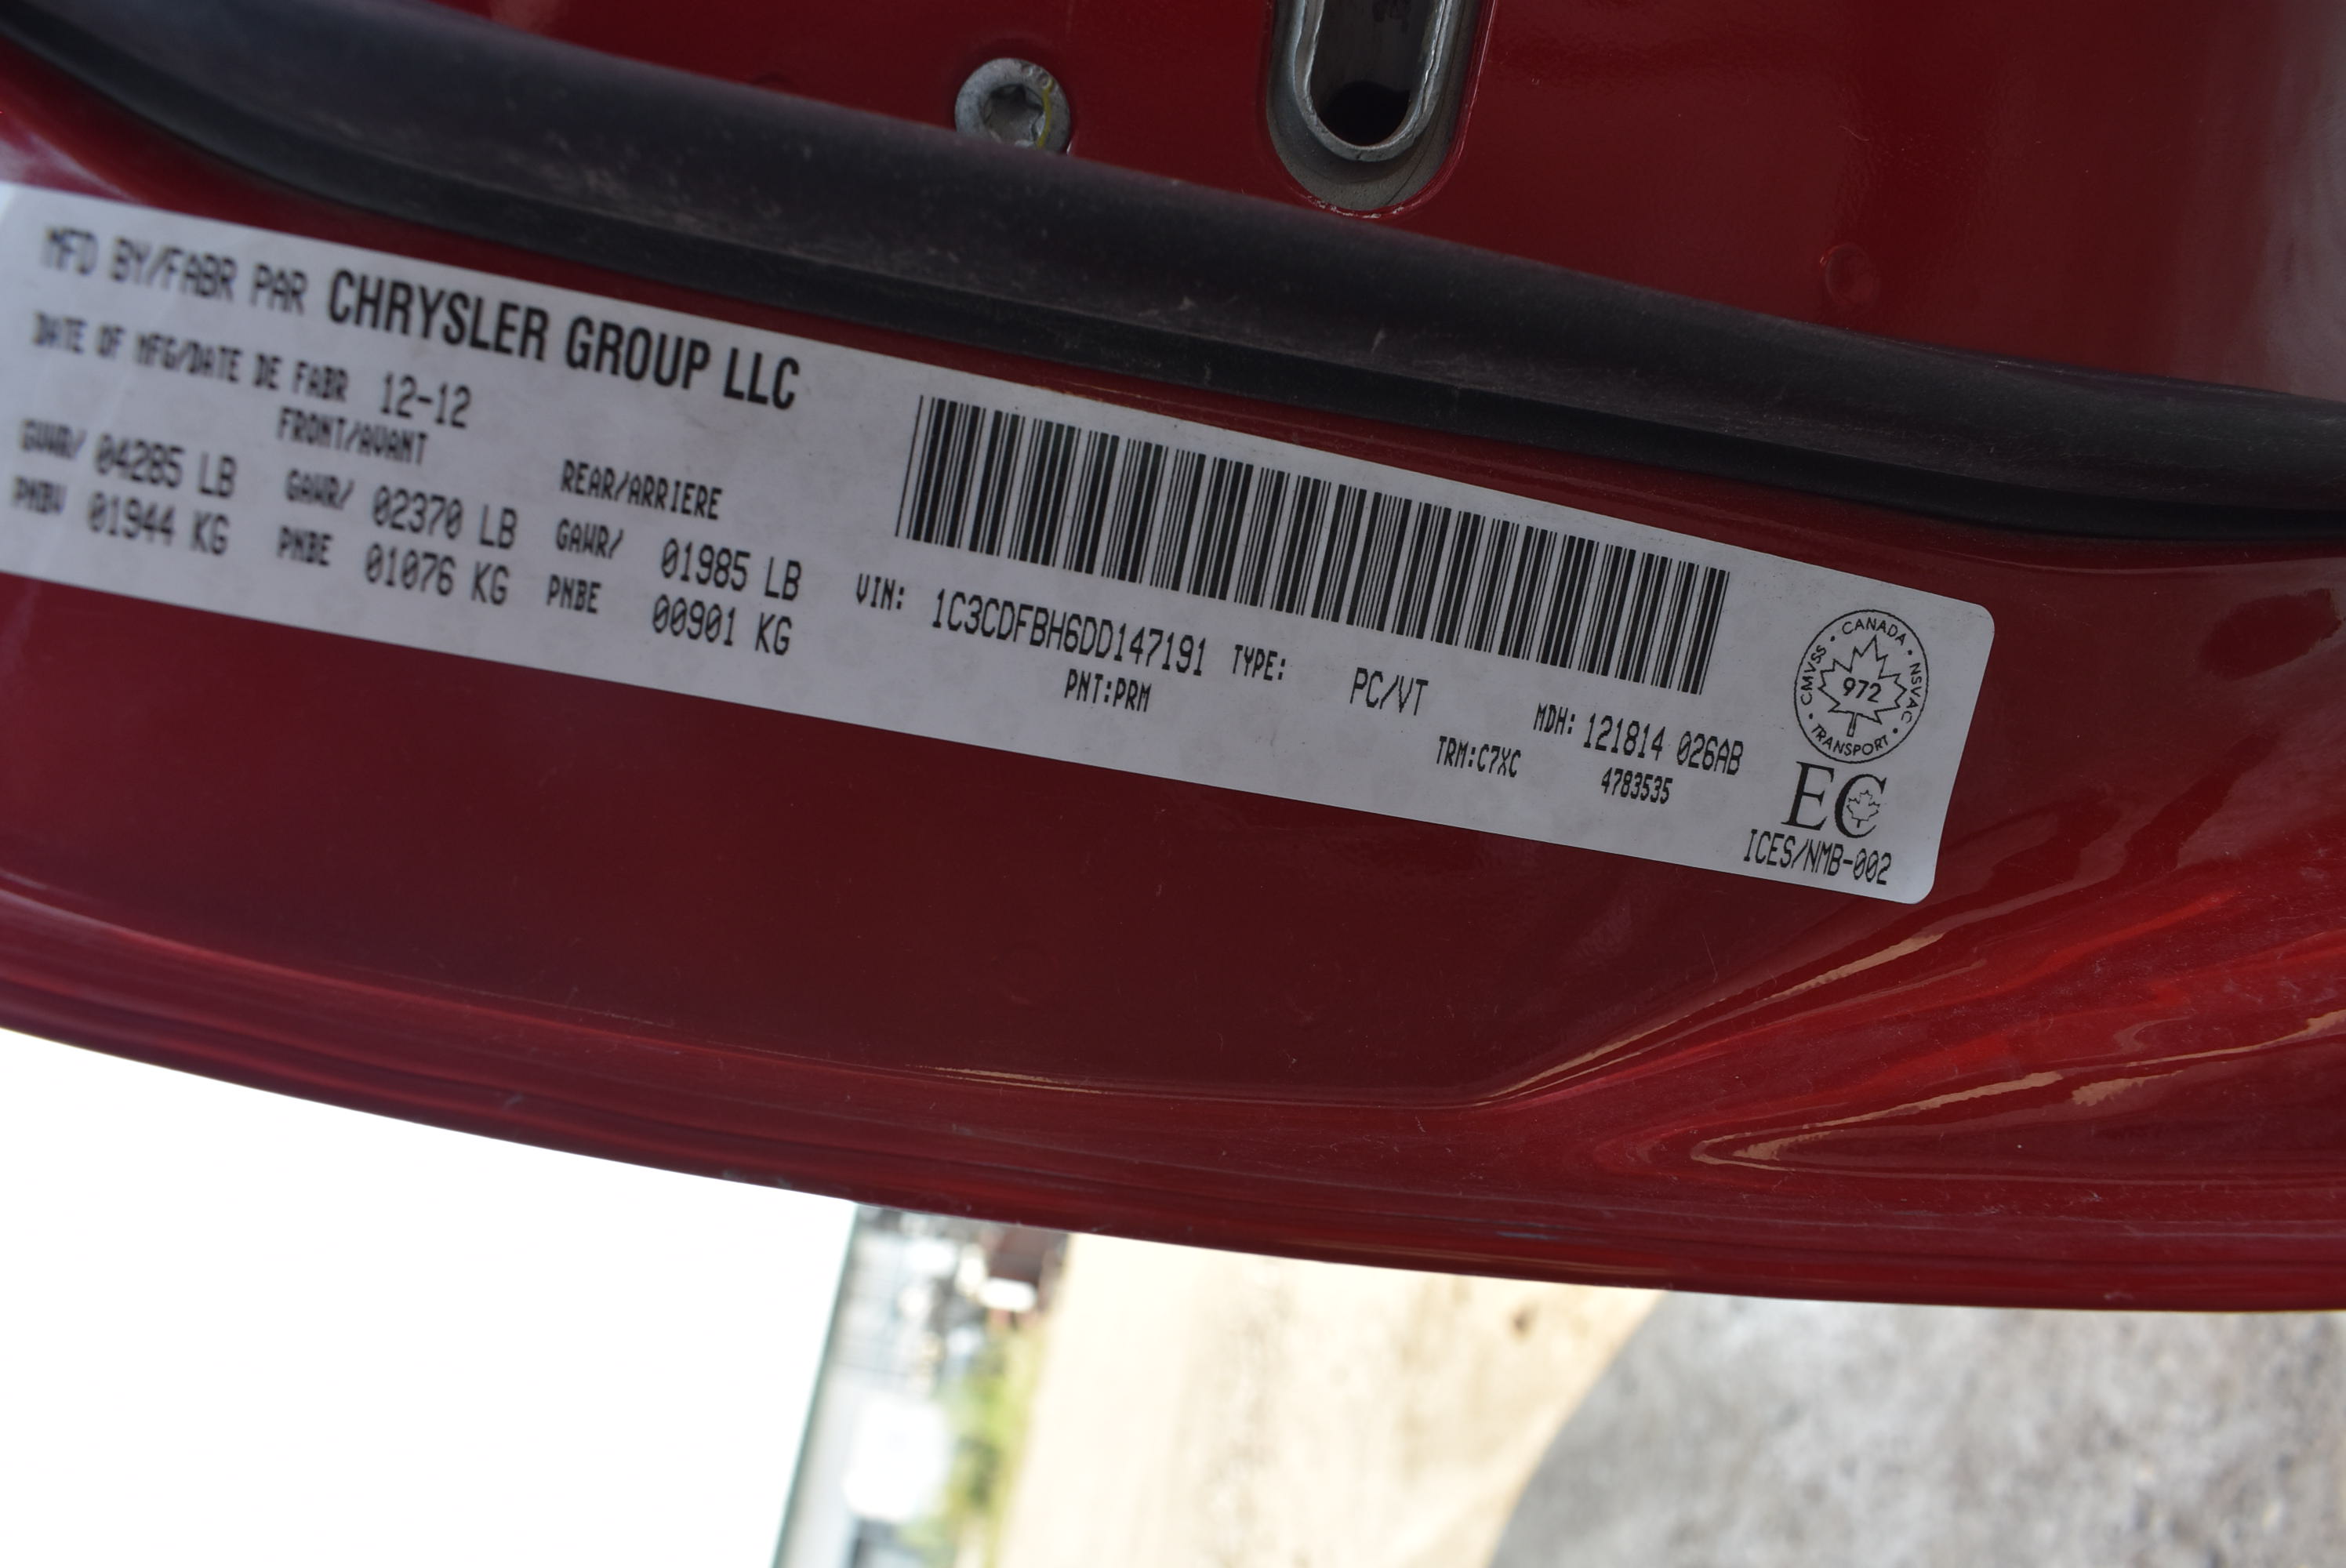 MFD BY/FABR PAR CHRYSLER GROUP LLC
DATE OF MFG/DATE DE FABR 12-12
FRONT/AVANT
REAR/ARRIERE
GVWR/ 04285 LB
GAWR/ 02370 LB
GAWR/ 01985 LB
PNBV 01944 KG
PNBE 01076 KG
PNBE 00901 KG
VIN: 1C3CDFBH6DD147191 TYPE: PC/VT MDH: 121814 026AB
PNT:PRM TRM:C7XC 4783535
CANADA
CMVSS · NSVAC
972
TRANSPORT
EC
ICES/NMB-002